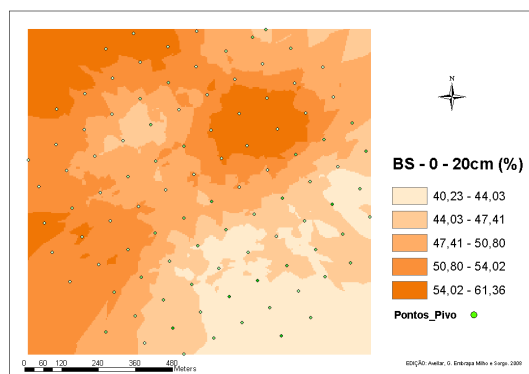 N
BS - 0 - 20cm (%)
40,23 - 44,03
44,03 - 47,41
47,41 - 50,80
50,80 - 54,02
54,02 - 61,36
Pontos_Pivo
0 60 120 240 360 480
Meters
EDIÇÃO: Avellar, G. Embrapa Milho e Sorgo, 2008